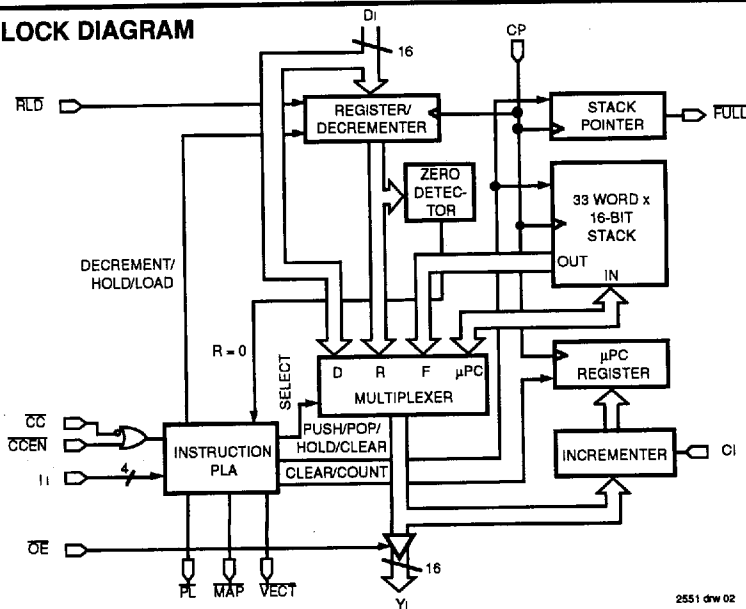 LOCK DIAGRAM
DI
16
CP
RLD
REGISTER/
DECREMENTER
STACK
POINTER
FULL
ZERO
DETEC-
TOR
33 WORD x
16-BIT
STACK
OUT
IN
DECREMENT/
HOLD/LOAD
R = 0
SELECT
D R F µPC
MULTIPLEXER
µPC
REGISTER
CC
CCEN
II
4
INSTRUCTION
PLA
PUSH/POP/
HOLD/CLEAR
CLEAR/COUNT
INCREMENTER
CI
OE
PL MAP VECT
16
YI
2551 drw 02